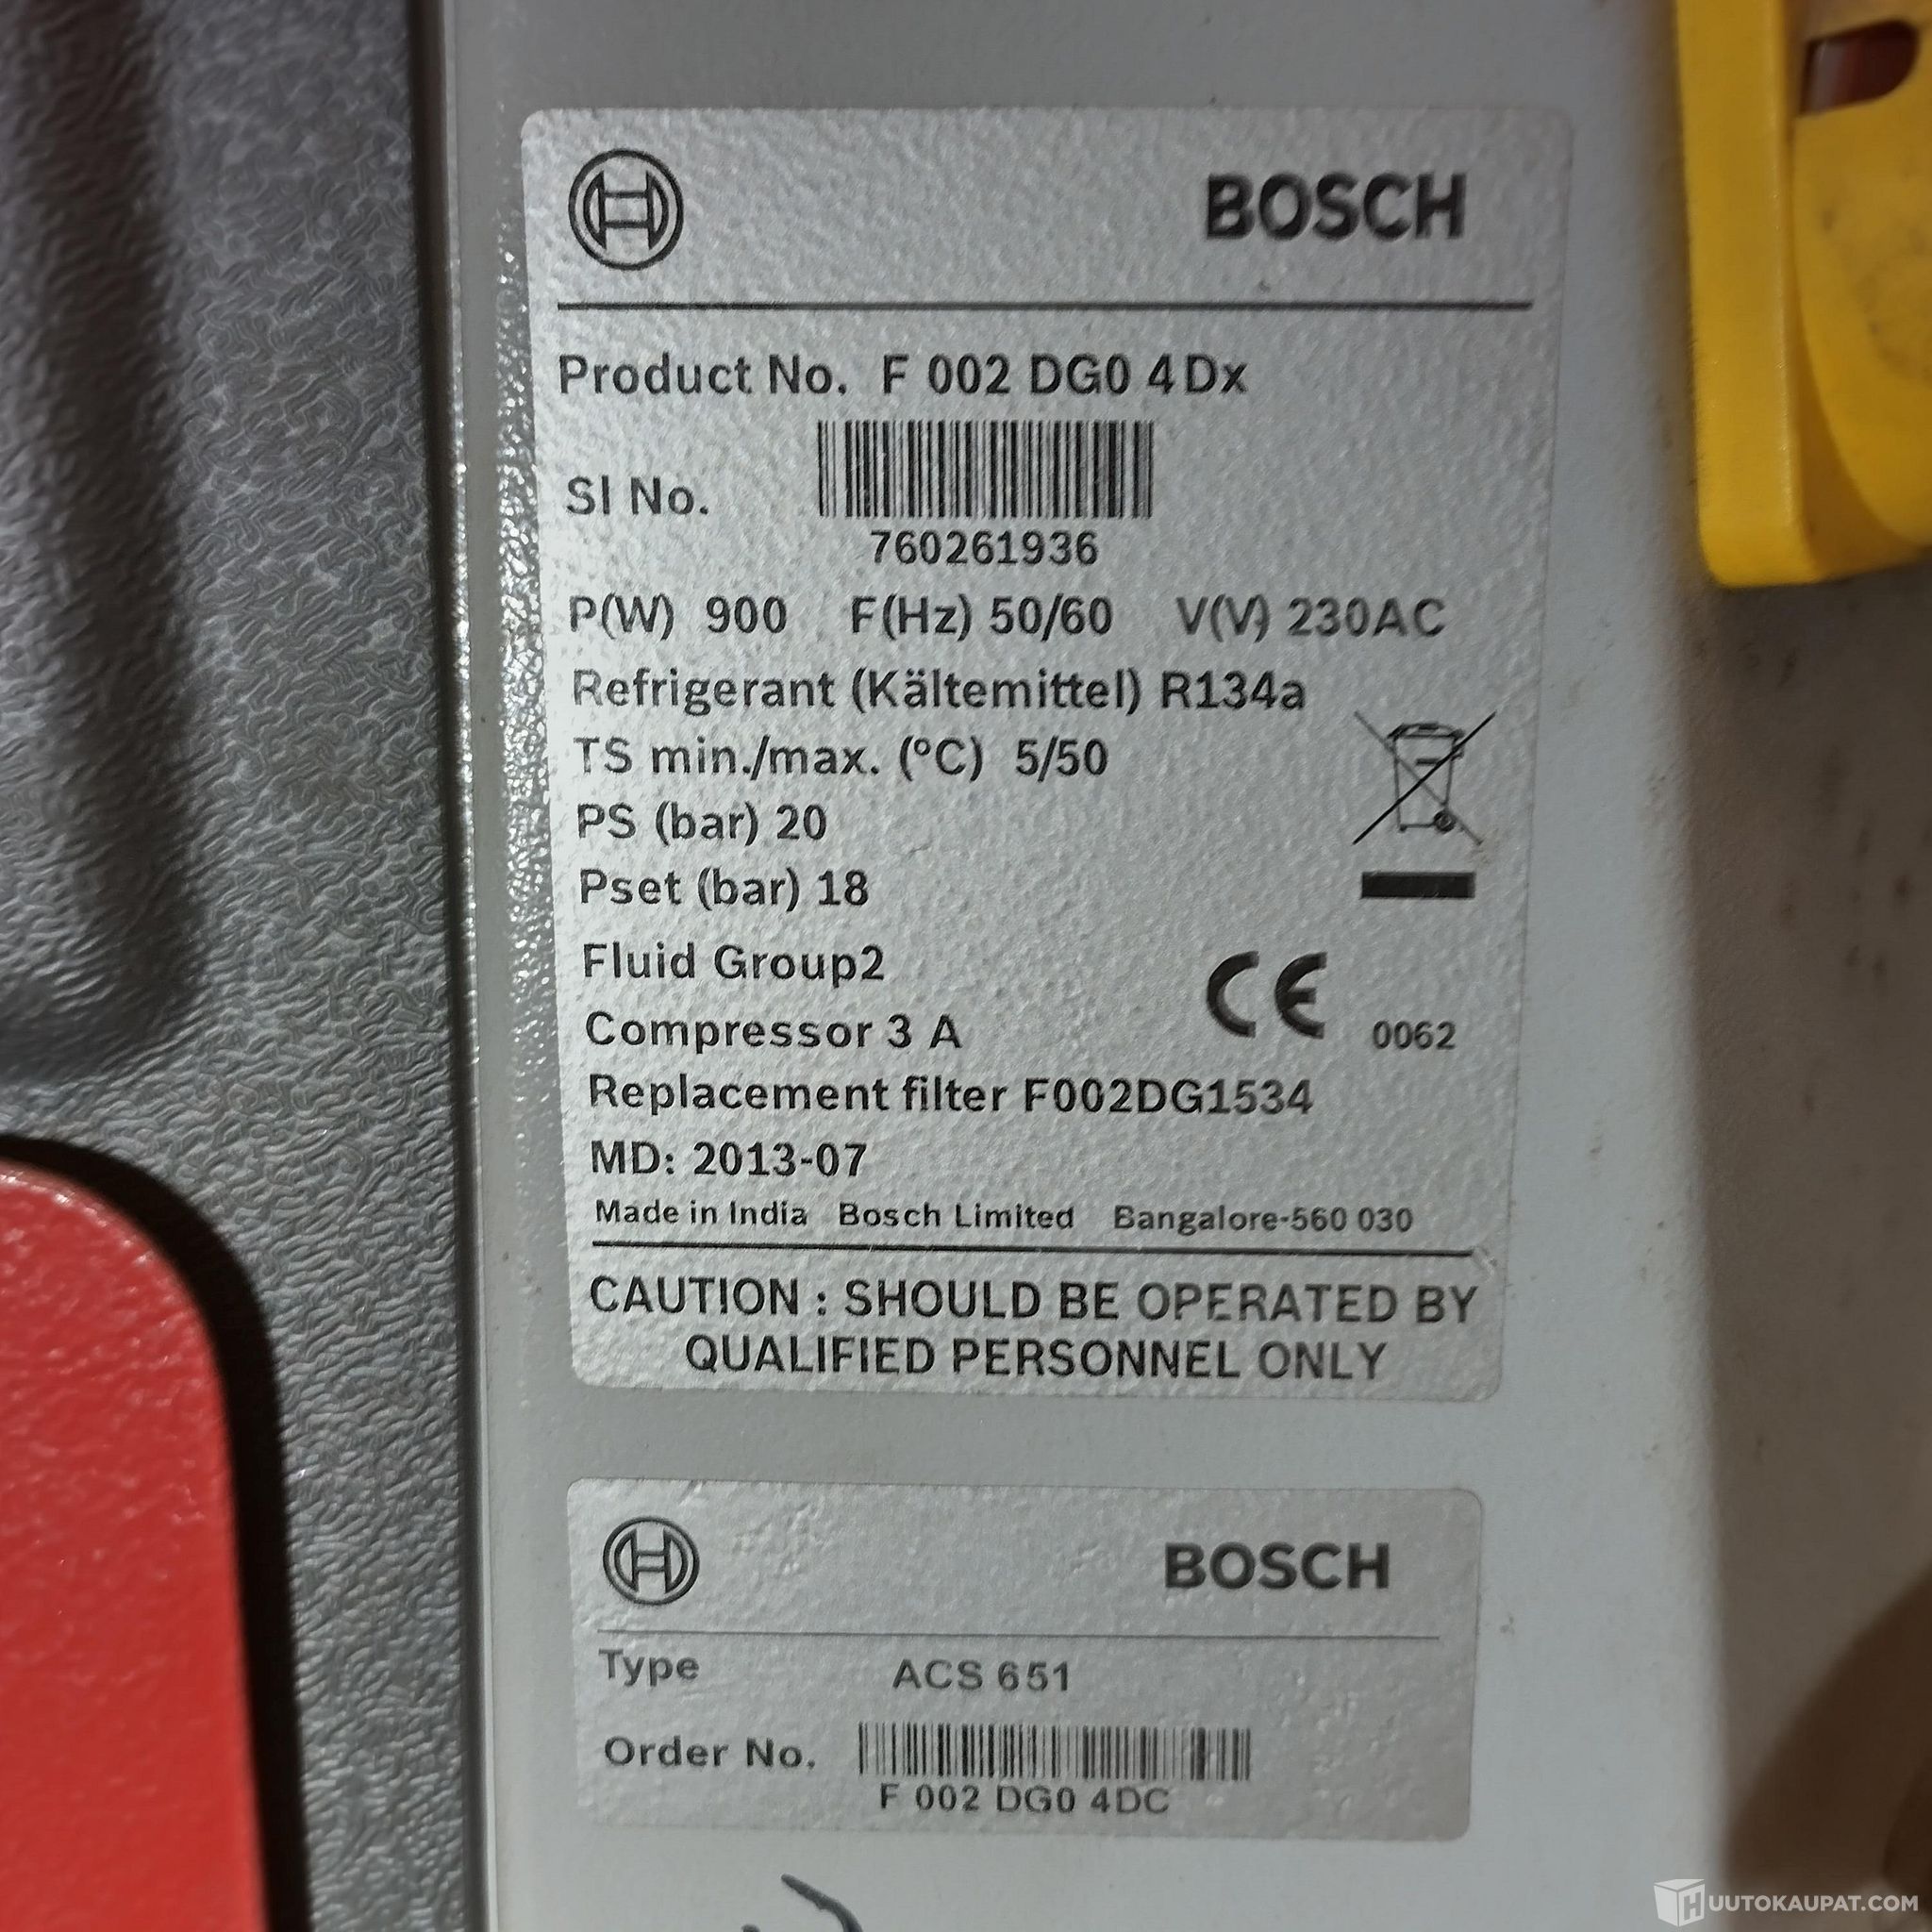 BOSCH
Product No. F 002 DG0 4Dx
SI No.
760261936
P(W) 900 F(Hz) 50/60 V(V) 230AC
Refrigerant (Kältemittel) R134a
TS min./max. (ºC) 5/50
PS (bar) 20
Pset (bar) 18
Fluid Group2
Compressor 3 A
CE 0062
Replacement filter F002DG1534
MD: 2013-07
Made in India Bosch Limited Bangalore-560 030
CAUTION : SHOULD BE OPERATED BY
QUALIFIED PERSONNEL ONLY
BOSCH
Type ACS 651
Order No.
F 002 DG0 4DC
HUUTOKAUPAT.COM